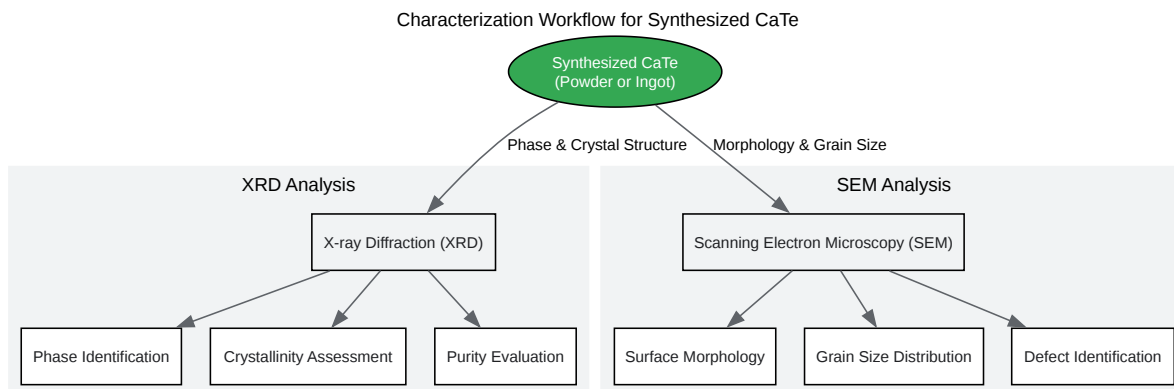 Characterization Workflow for Synthesized CaTe
Synthesized CaTe
(Powder or Ingot)
Phase & Crystal Structure
Morphology & Grain Size
XRD Analysis
SEM Analysis
X-ray Diffraction (XRD)
Scanning Electron Microscopy (SEM)
Phase Identification
Crystallinity Assessment
Purity Evaluation
Surface Morphology
Grain Size Distribution
Defect Identification